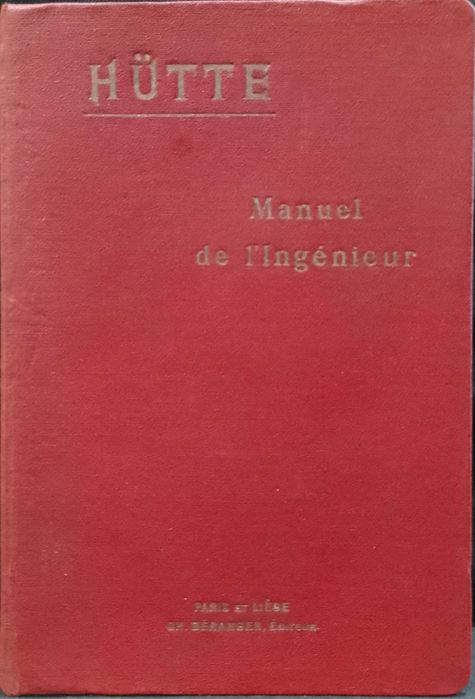 HÜTTE
Manuel
de l'Ingénieur
PARIS ET LIÈGE
CH. BÉRANGER, ÉDITEUR